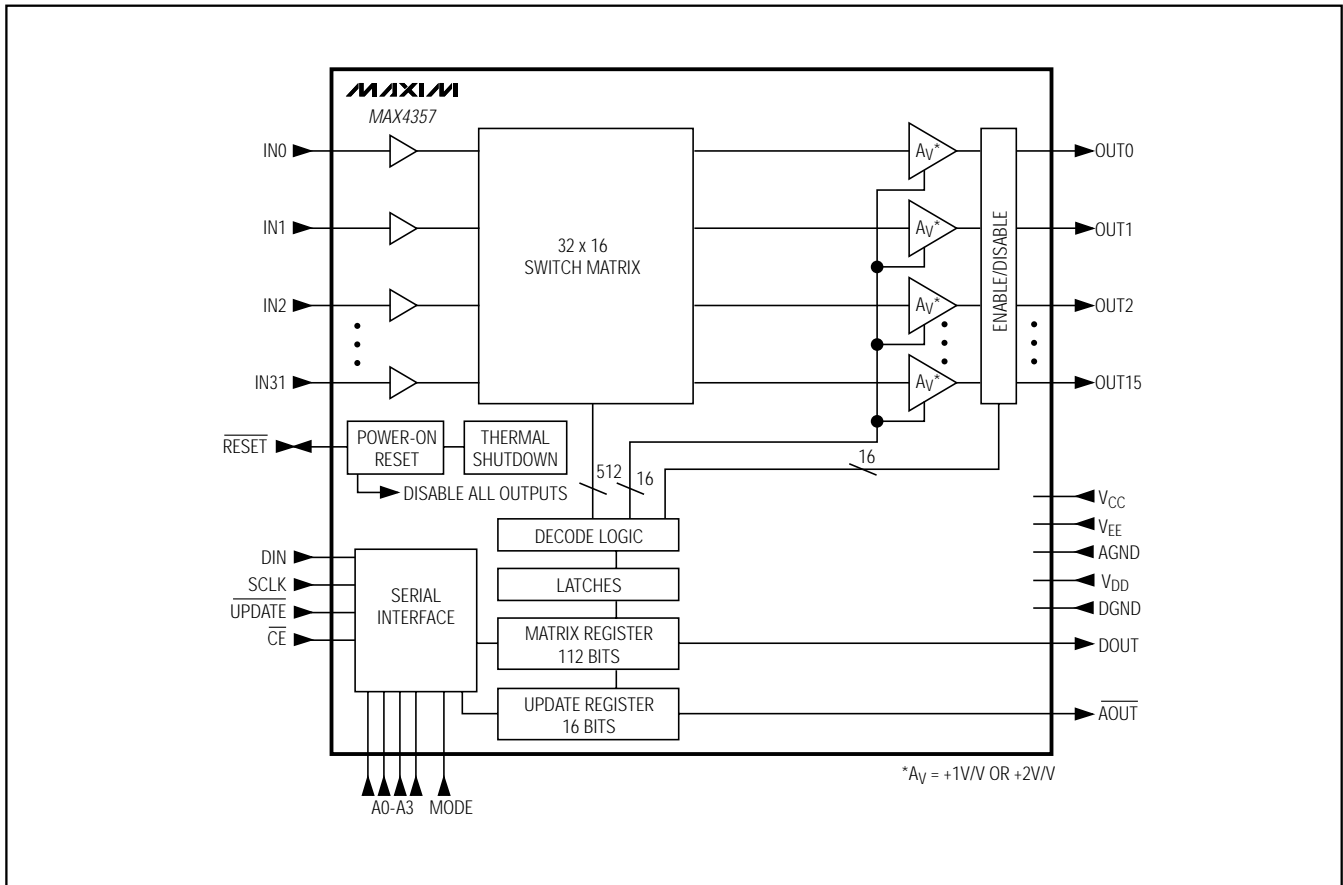 MAXIM
MAX4357
IN0
IN1
IN2
IN31
32 x 16
SWITCH MATRIX
AV*
AV*
AV*
AV*
ENABLE/DISABLE
OUT0
OUT1
OUT2
OUT15
RESET
POWER-ON
RESET
THERMAL
SHUTDOWN
DISABLE ALL OUTPUTS
512
16
16
VCC
VEE
AGND
VDD
DGND
DECODE LOGIC
LATCHES
DIN
SCLK
UPDATE
CE
SERIAL
INTERFACE
MATRIX REGISTER
112 BITS
UPDATE REGISTER
16 BITS
DOUT
AOUT
A0-A3
MODE
*AV = +1V/V OR +2V/V